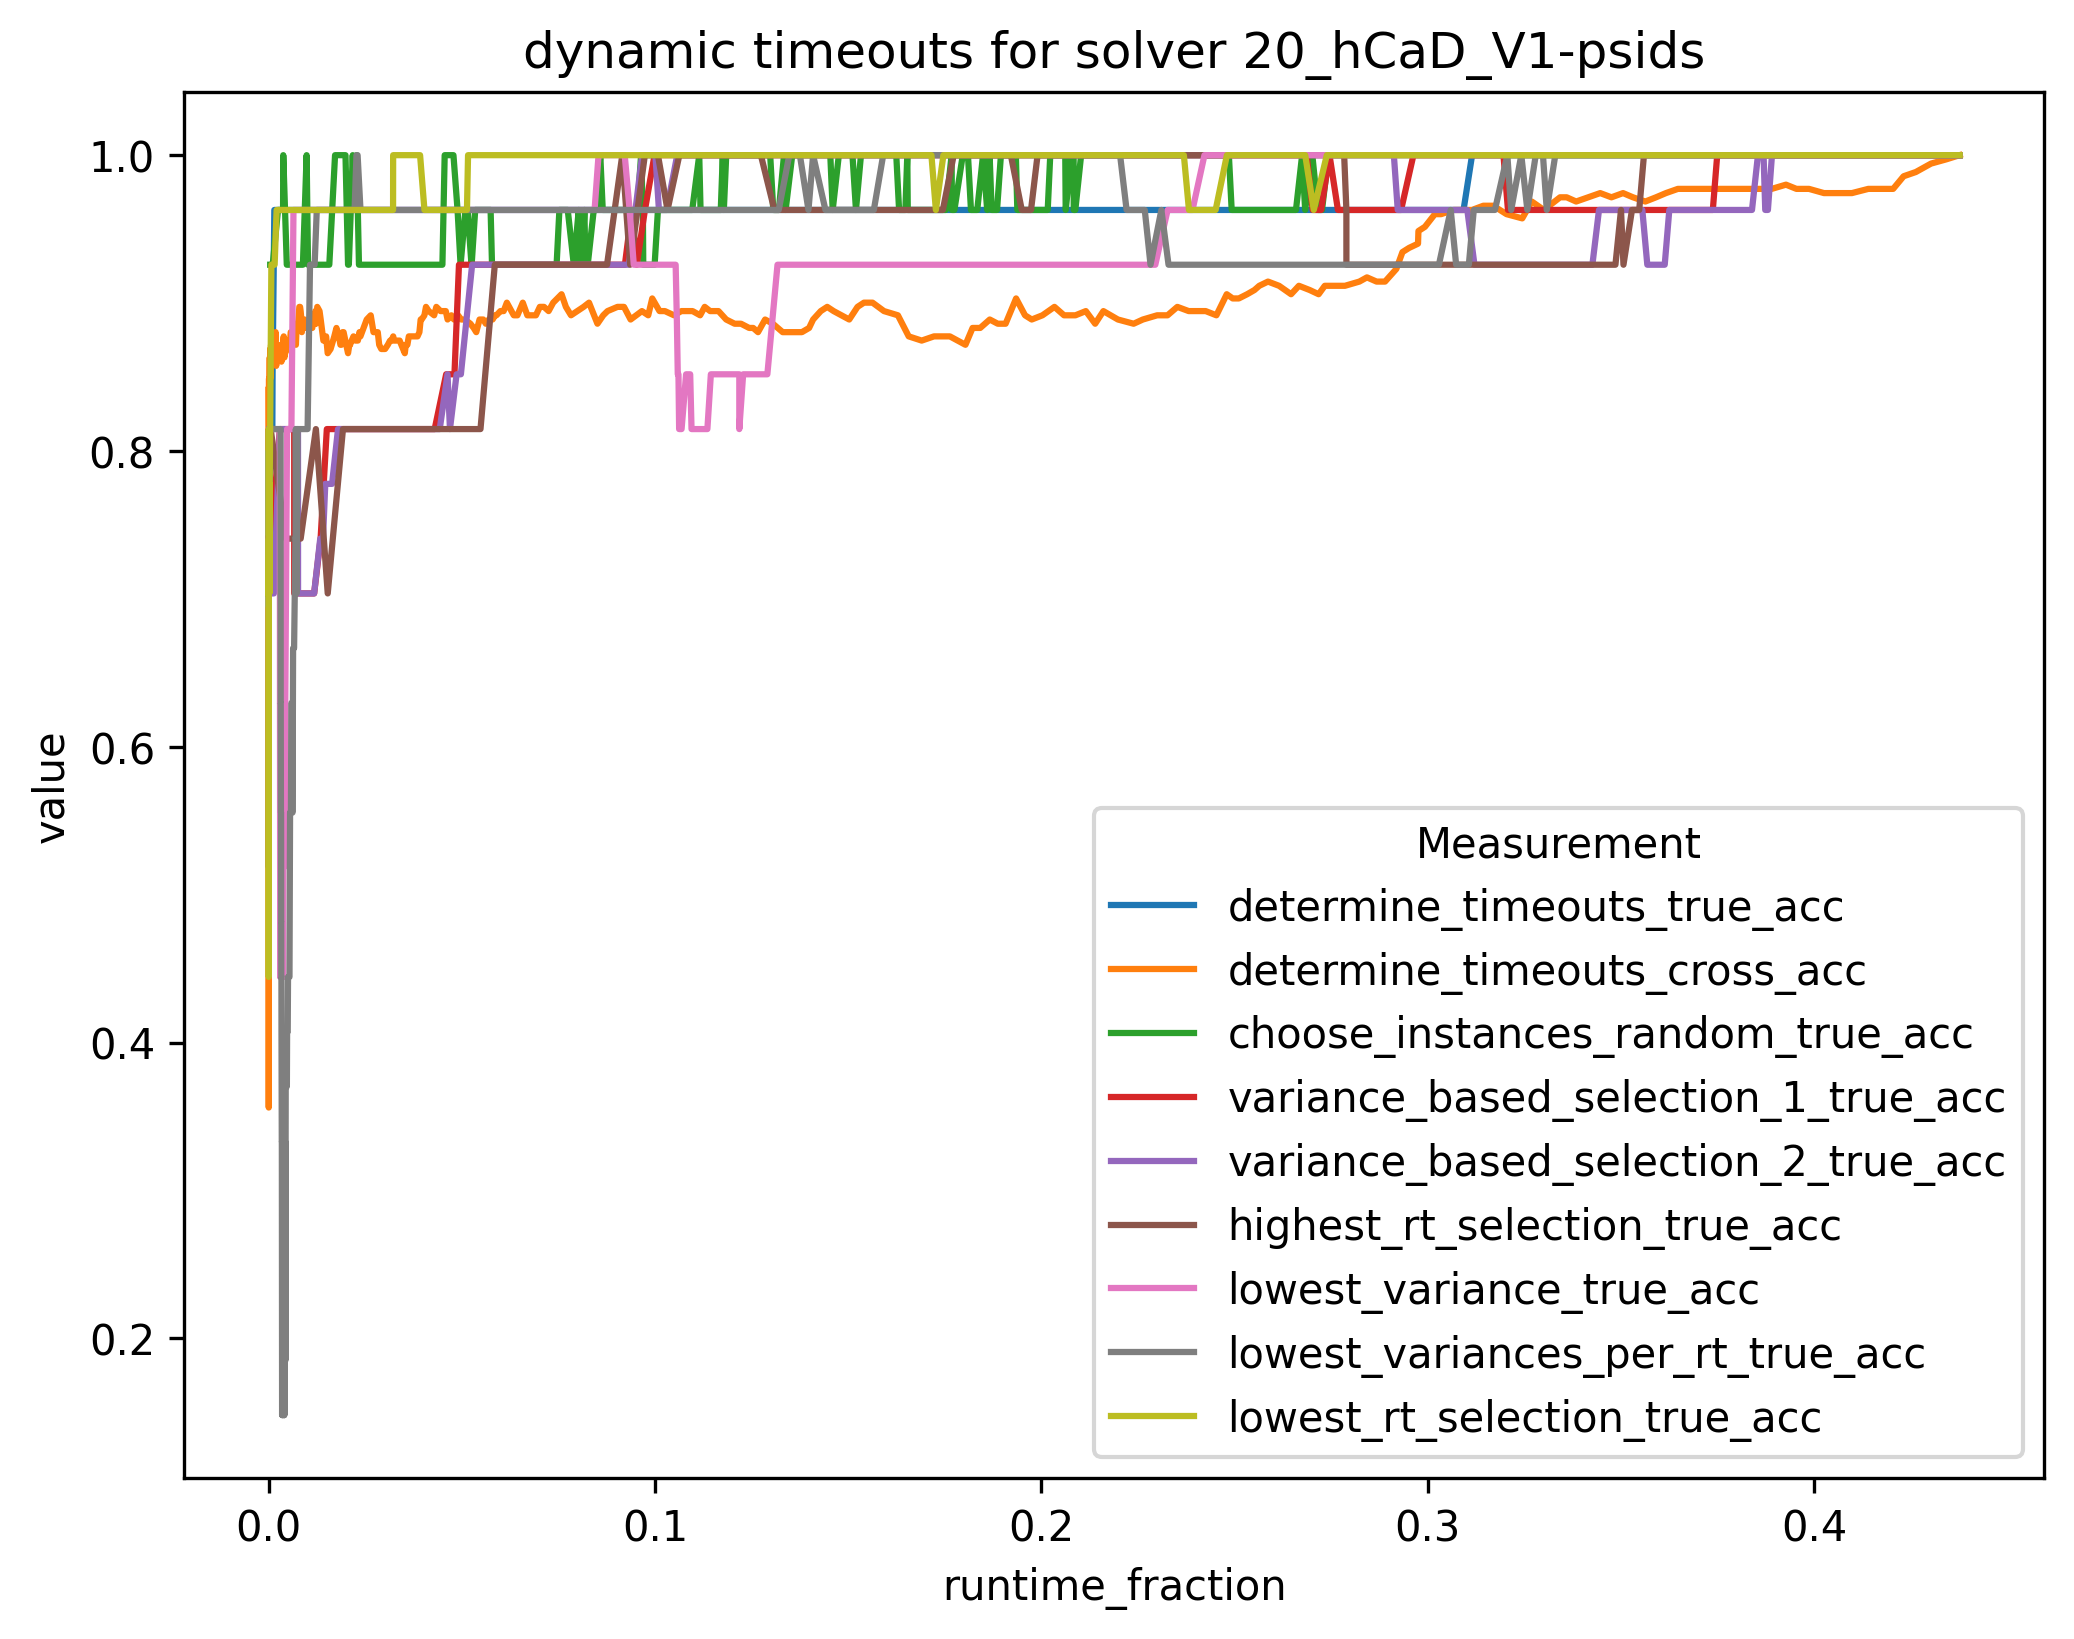 dynamic timeouts for solver 20_hCaD_V1-psids
1.0
0.8
0.6
0.4
0.2
value
0.0
0.1
0.2
0.3
0.4
runtime_fraction
Measurement
determine_timeouts_true_acc
determine_timeouts_cross_acc
choose_instances_random_true_acc
variance_based_selection_1_true_acc
variance_based_selection_2_true_acc
highest_rt_selection_true_acc
lowest_variance_true_acc
lowest_variances_per_rt_true_acc
lowest_rt_selection_true_acc